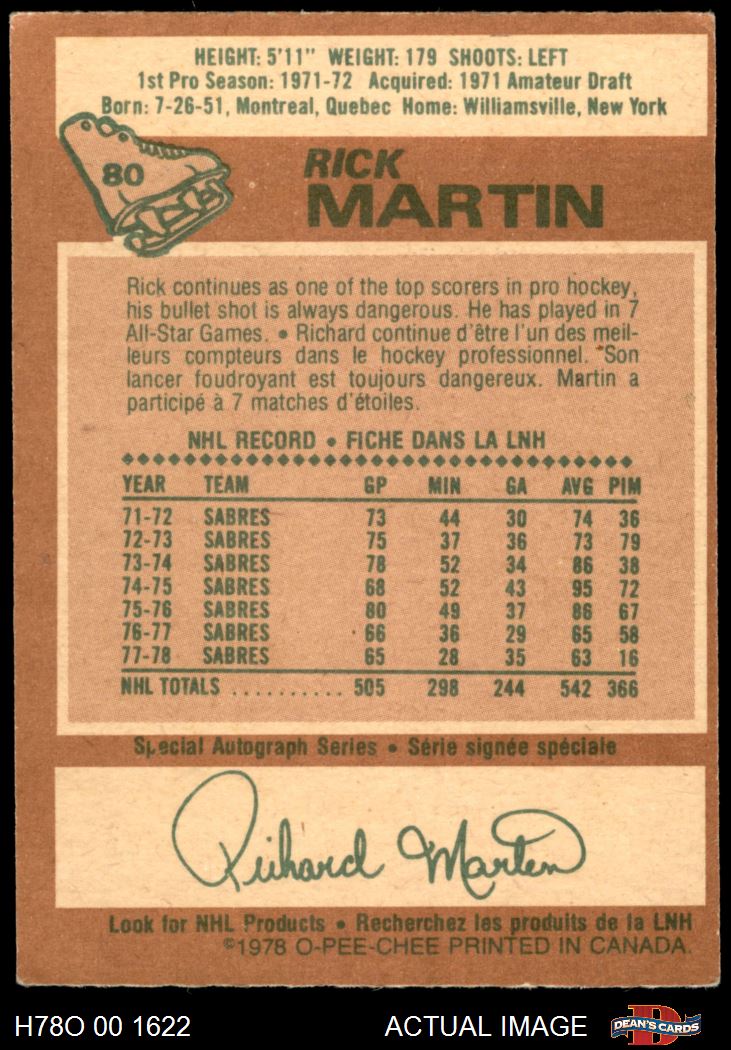 HEIGHT: 5'11" WEIGHT: 179 SHOOTS: LEFT
1st Pro Season: 1971-72 Acquired: 1971 Amateur Draft
Born: 7-26-51, Montreal, Quebec Home: Williamsville, New York
80
RICK
MARTIN
Rick continues as one of the top scorers in pro hockey,
his bullet shot is always dangerous. He has played in 7
All-Star Games. • Richard continue d'être l'un des meil-
leurs compteurs dans le hockey professionnel. Son
lancer foudroyant est toujours dangereux. Martin a
participé à 7 matches d'étoiles.
NHL RECORD • FICHE DANS LA LNH
YEAR TEAM GP MIN GA AVG PIM
71-72 SABRES 73 44 30 74 36
72-73 SABRES 75 37 36 73 79
73-74 SABRES 78 52 34 86 38
74-75 SABRES 68 52 43 95 72
75-76 SABRES 80 49 37 86 67
76-77 SABRES 66 36 29 65 58
77-78 SABRES 65 28 35 63 16
NHL TOTALS .......... 505 298 244 542 366
Special Autograph Series • Série signée spéciale
Richard Martin
Look for NHL Products • Recherchez les produits de la LNH
©1978 O-PEE-CHEE PRINTED IN CANADA.
H78O 00 1622 ACTUAL IMAGE D DEAN'S CARDS